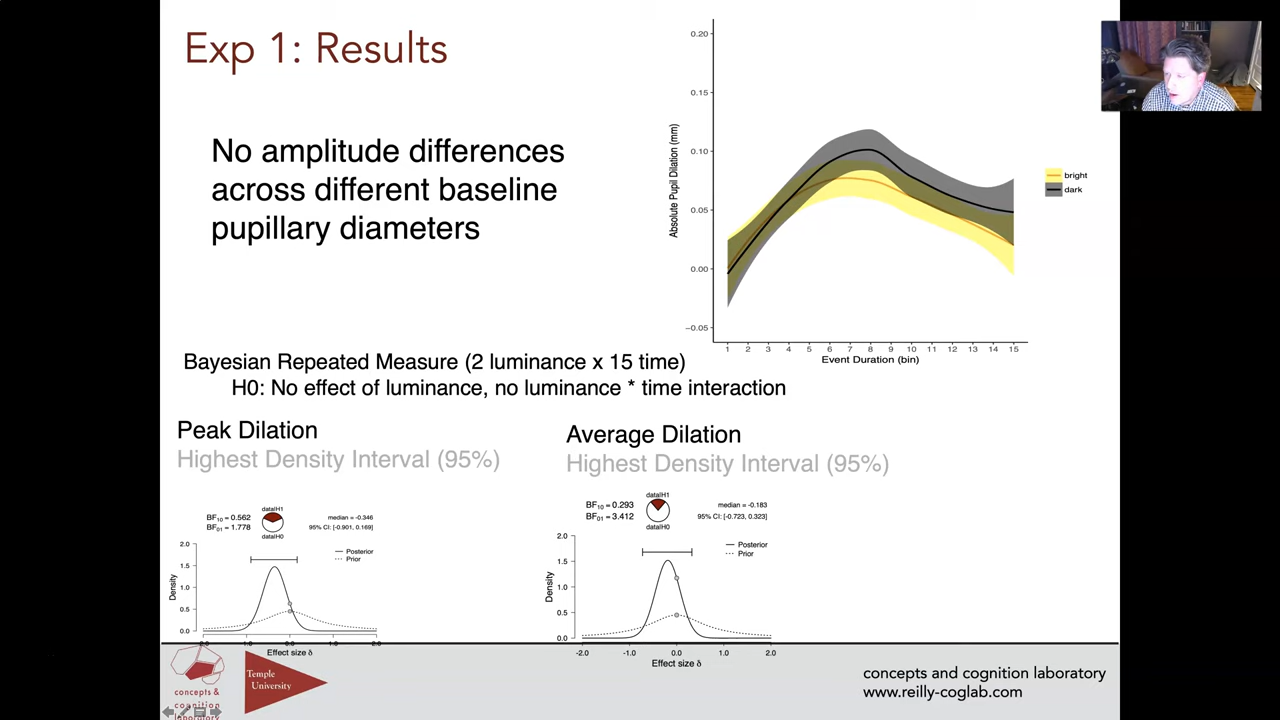 Exp 1: Results
No amplitude differences
across different baseline
pupillary diameters
Absolute Pupil Dilation (mm)
0.20
0.15
0.10
0.05
0.00
−0.05
1 2 3 4 5 6 7 8 9 10 11 12 13 14 15
Event Duration (bin)
bright
dark
Bayesian Repeated Measure (2 luminance x 15 time)
H0: No effect of luminance, no luminance * time interaction
Peak Dilation
Highest Density Interval (95%)
data|H1
BF10 = 0.562
BF01 = 1.778
data|H0
median = -0.346
95% CI: [-0.901, 0.169]
Posterior
Prior
Density
2.0
1.5
1.0
0.5
0.0
Effect size δ
Average Dilation
Highest Density Interval (95%)
data|H1
BF10 = 0.293
BF01 = 3.412
data|H0
median = -0.183
95% CI: [-0.723, 0.323]
Posterior
Prior
Density
2.0
1.5
1.0
0.5
0.0
-2.0 -1.0 0.0 1.0 2.0
Effect size δ
concepts &
cognition
laboratory
Temple
University
concepts and cognition laboratory
www.reilly-coglab.com